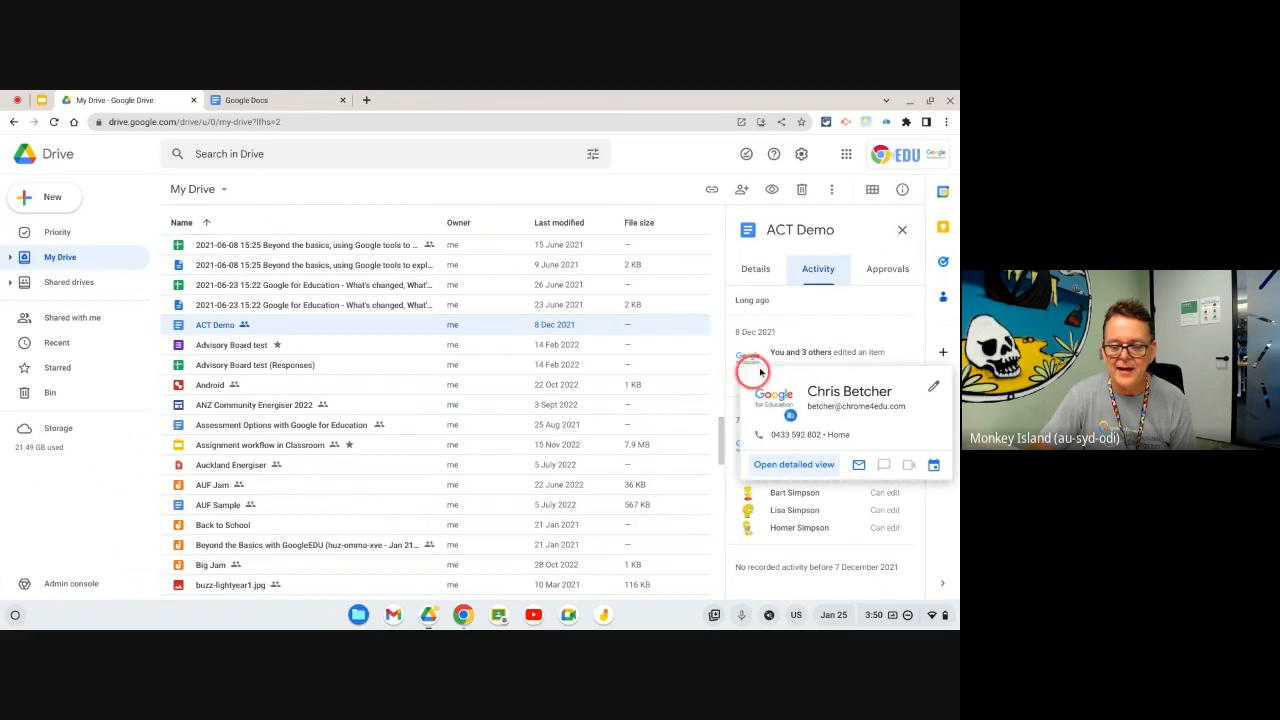 My Drive - Google Drive
Google Docs
drive.google.com/drive/u/0/my-drive?lfhs=2
Drive
Search in Drive
EDU
Google
for Education
New
My Drive
Name
Owner
Last modified
File size
Priority
My Drive
Shared drives
Shared with me
Recent
Starred
Bin
Storage
21.49 GB used
Admin console
2021-06-08 15:25 Beyond the basics, using Google tools to ... me 15 June 2021 —
2021-06-08 15:25 Beyond the basics, using Google tools to expl... me 9 June 2021 2 KB
2021-06-23 15:22 Google for Education - What's changed, What'... me 26 June 2021 —
2021-06-23 15:22 Google for Education - What's changed, What'... me 23 June 2021 2 KB
ACT Demo me 8 Dec 2021 —
Advisory Board test me 14 Feb 2022 —
Advisory Board test (Responses) me 14 Feb 2022 —
Android me 22 Oct 2022 1 KB
ANZ Community Energiser 2022 me 3 Sept 2022 —
Assessment Options with Google for Education me 25 Aug 2021 —
Assignment workflow in Classroom me 15 Nov 2022 7.9 MB
Auckland Energiser me 5 July 2022 —
AUF Jam me 22 June 2022 36 KB
AUF Sample me 5 July 2022 567 KB
Back to School me 21 Jan 2021 —
Beyond the Basics with GoogleEDU (huz-omma-xve - Jan 21... me 21 Jan 2021 —
Big Jam me 28 Oct 2022 1 KB
buzz-lightyear1.jpg me 10 Mar 2021 116 KB
ACT Demo
Details Activity Approvals
Long ago
8 Dec 2021
You and 3 others edited an item
Google
for Education
Chris Betcher
betcher@chrome4edu.com
0433 592 802 • Home
Open detailed view
7
Bart Simpson Can edit
Lisa Simpson Can edit
Homer Simpson Can edit
No recorded activity before 7 December 2021
US
Jan 25
3:50
Monkey Island (au-syd-odi)